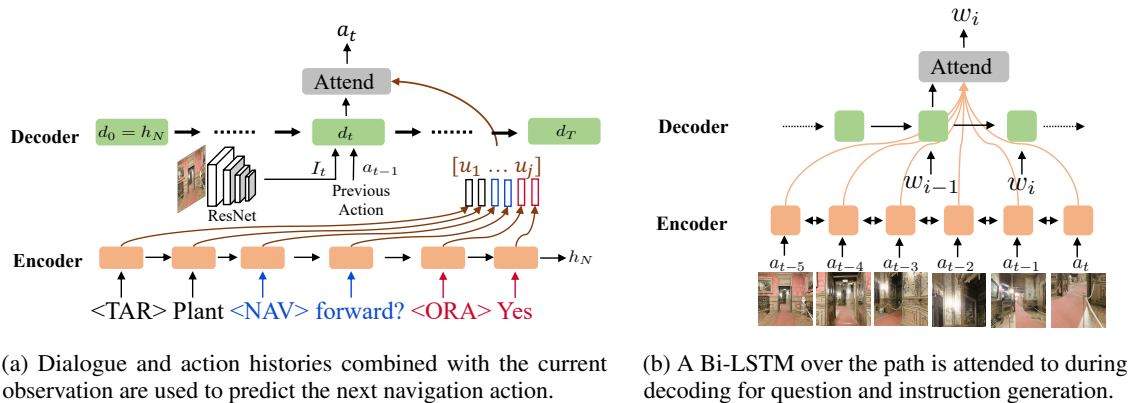 a_t
Attend
Decoder
d_0 = h_N
d_t
d_T
I_t
a_{t-1}
[u_1 ... u_j]
ResNet
Previous
Action
Encoder
h_N
<TAR> Plant <NAV> forward? <ORA> Yes
(a) Dialogue and action histories combined with the current
observation are used to predict the next navigation action.
w_i
Attend
Decoder
w_{i-1}
w_i
Encoder
a_{t-5}
a_{t-4}
a_{t-3}
a_{t-2}
a_{t-1}
a_t
(b) A Bi-LSTM over the path is attended to during
decoding for question and instruction generation.